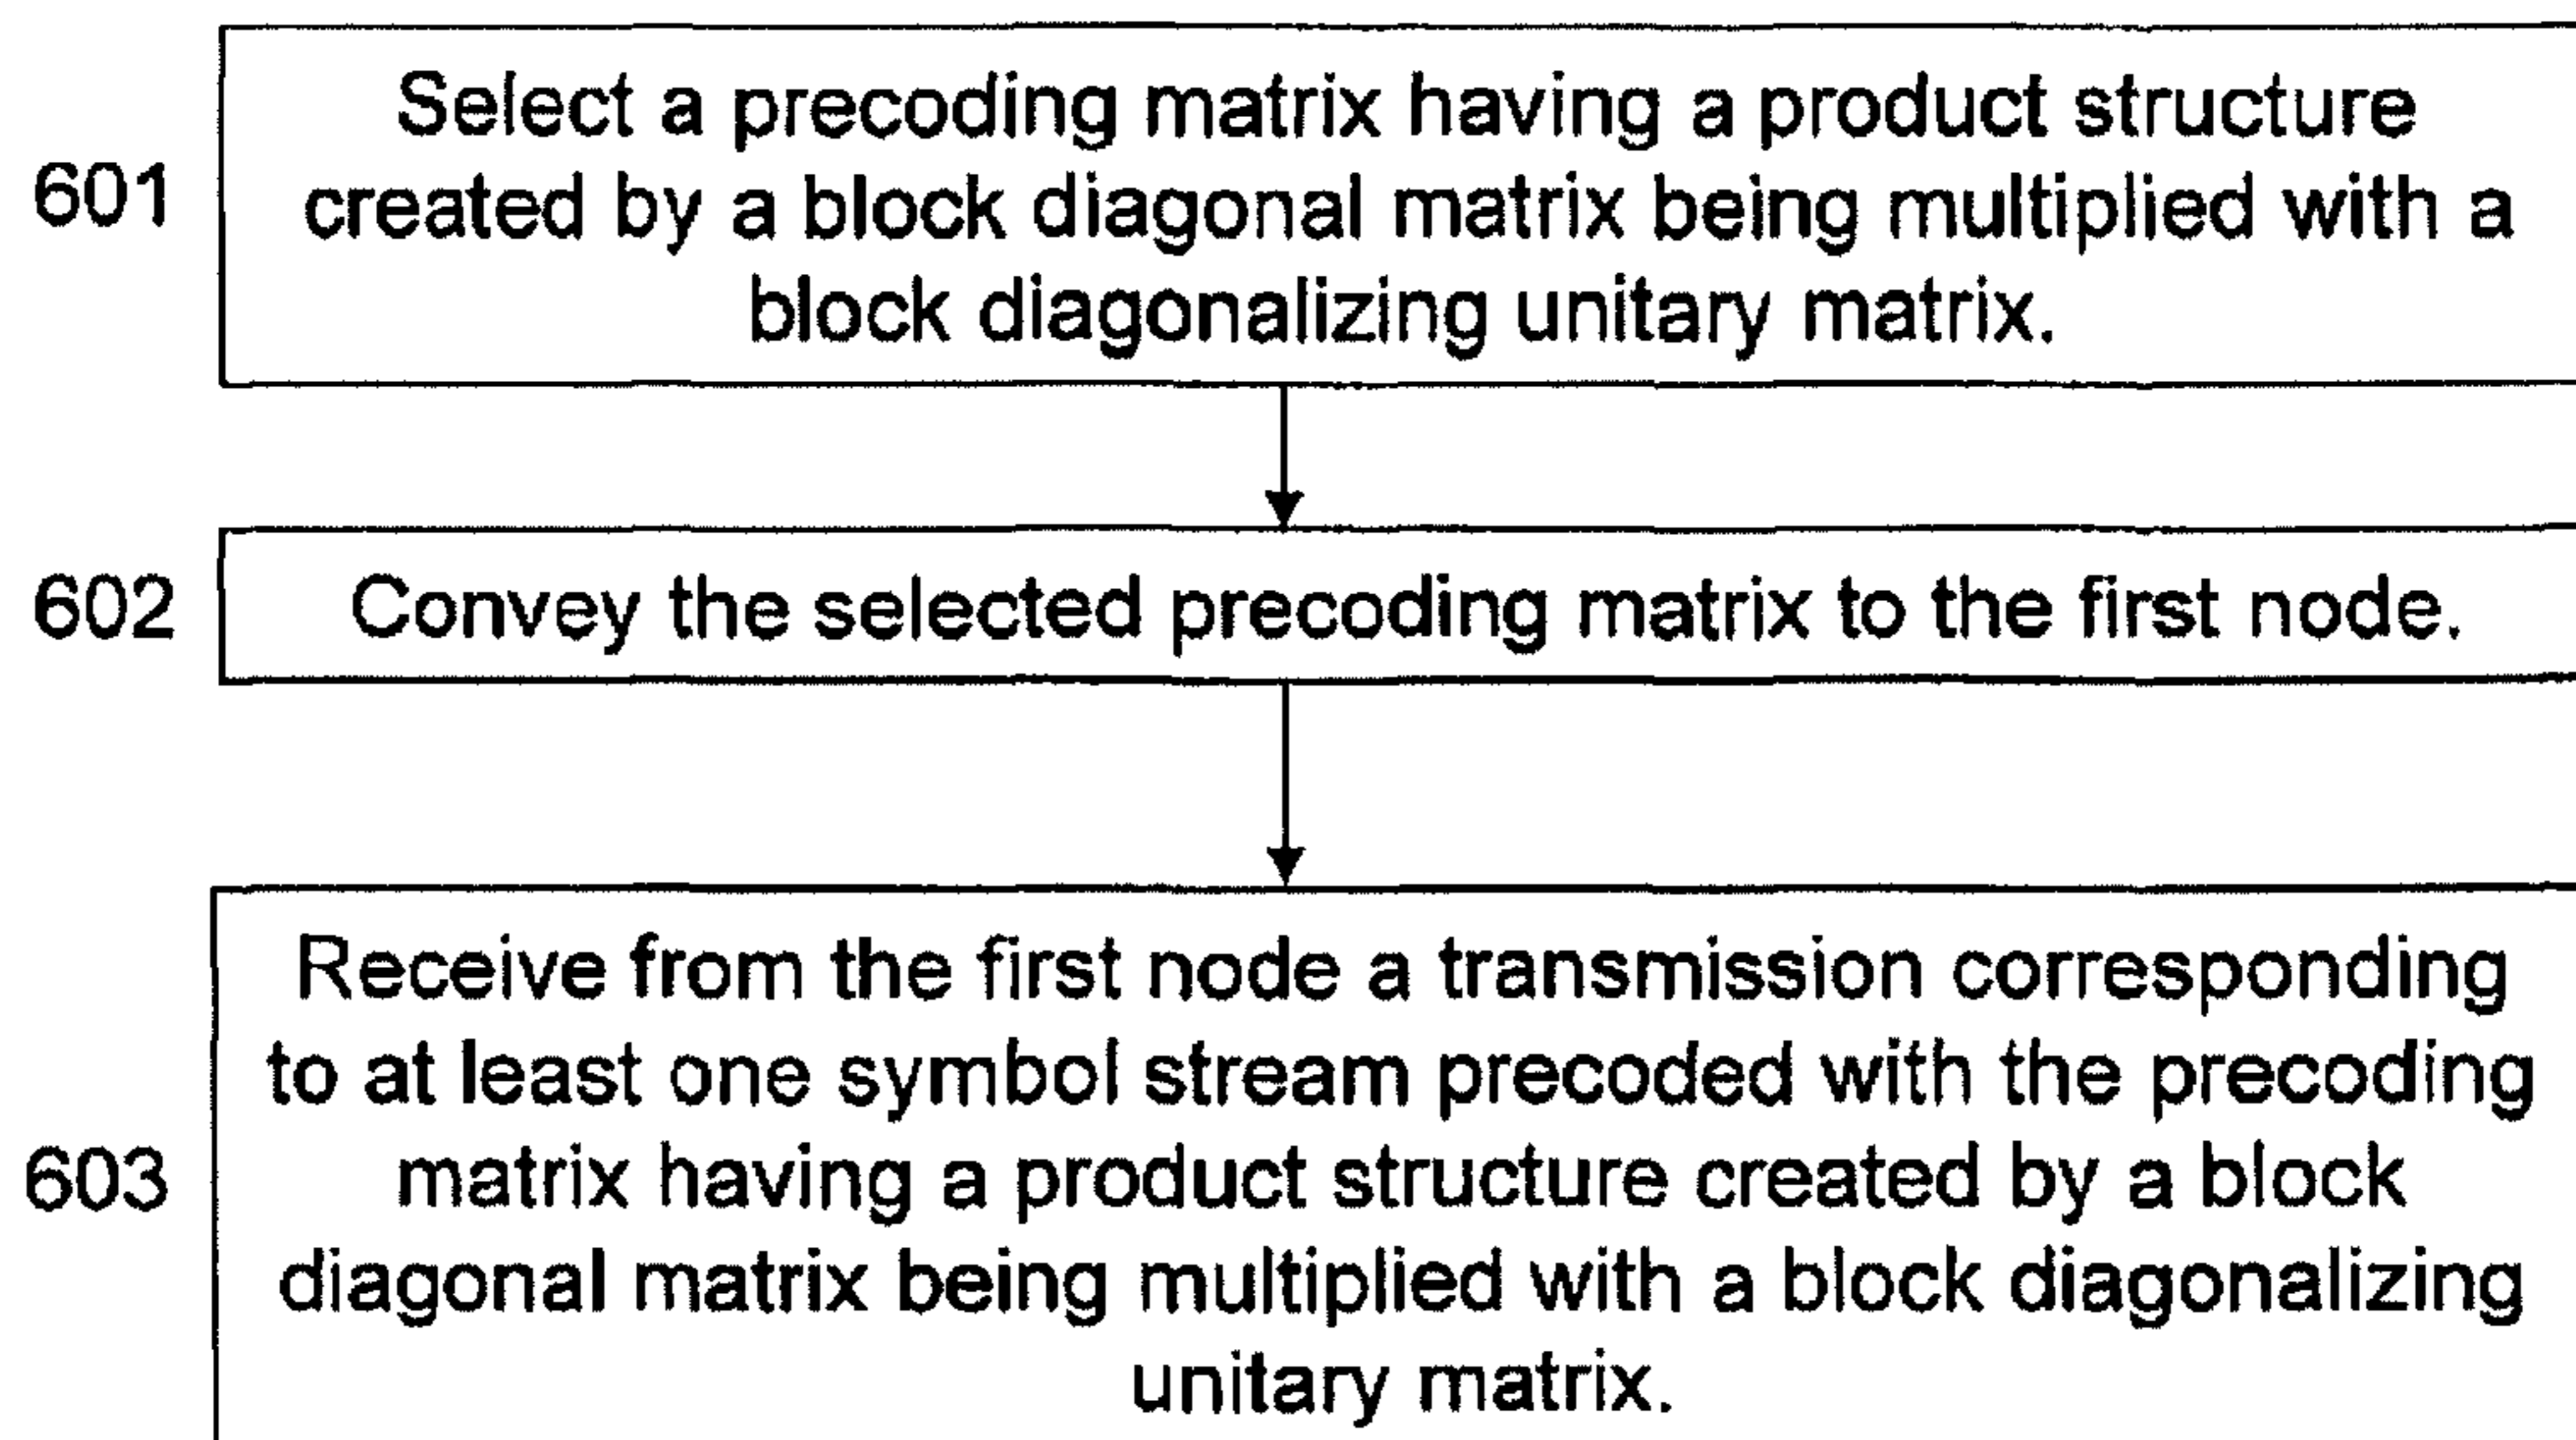 Select a precoding matrix having a product structure
601
created by a block diagonal matrix being multiplied with a
block diagonalizing unitary matrix.
602
Convey the selected precoding matrix to the first node.
Receive from the first node a transmission corresponding
to at least one symbol stream precoded with the precoding
603
matrix having a product structure created by a block
diagonal matrix being multiplied with a block diagonalizing
unitary matrix.